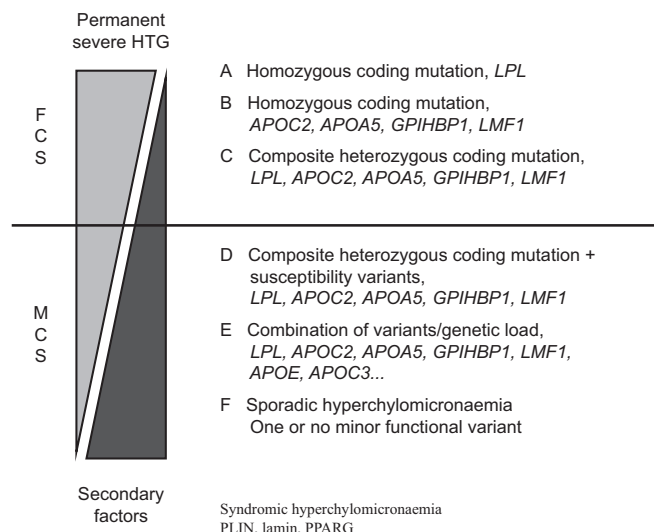 Permanent
severe HTG
F
C
S
A Homozygous coding mutation, LPL
B Homozygous coding mutation,
APOC2, APOA5, GPIHBP1, LMF1
C Composite heterozygous coding mutation,
LPL, APOC2, APOA5, GPIHBP1, LMF1
M
C
S
D Composite heterozygous coding mutation +
susceptibility variants,
LPL, APOC2, APOA5, GPIHBP1, LMF1
E Combination of variants/genetic load,
LPL, APOC2, APOA5, GPIHBP1, LMF1,
APOE, APOC3...
F Sporadic hyperchylomicronaemia
One or no minor functional variant
Secondary
factors
Syndromic hyperchylomicronaemia
PLIN, lamin, PPARG